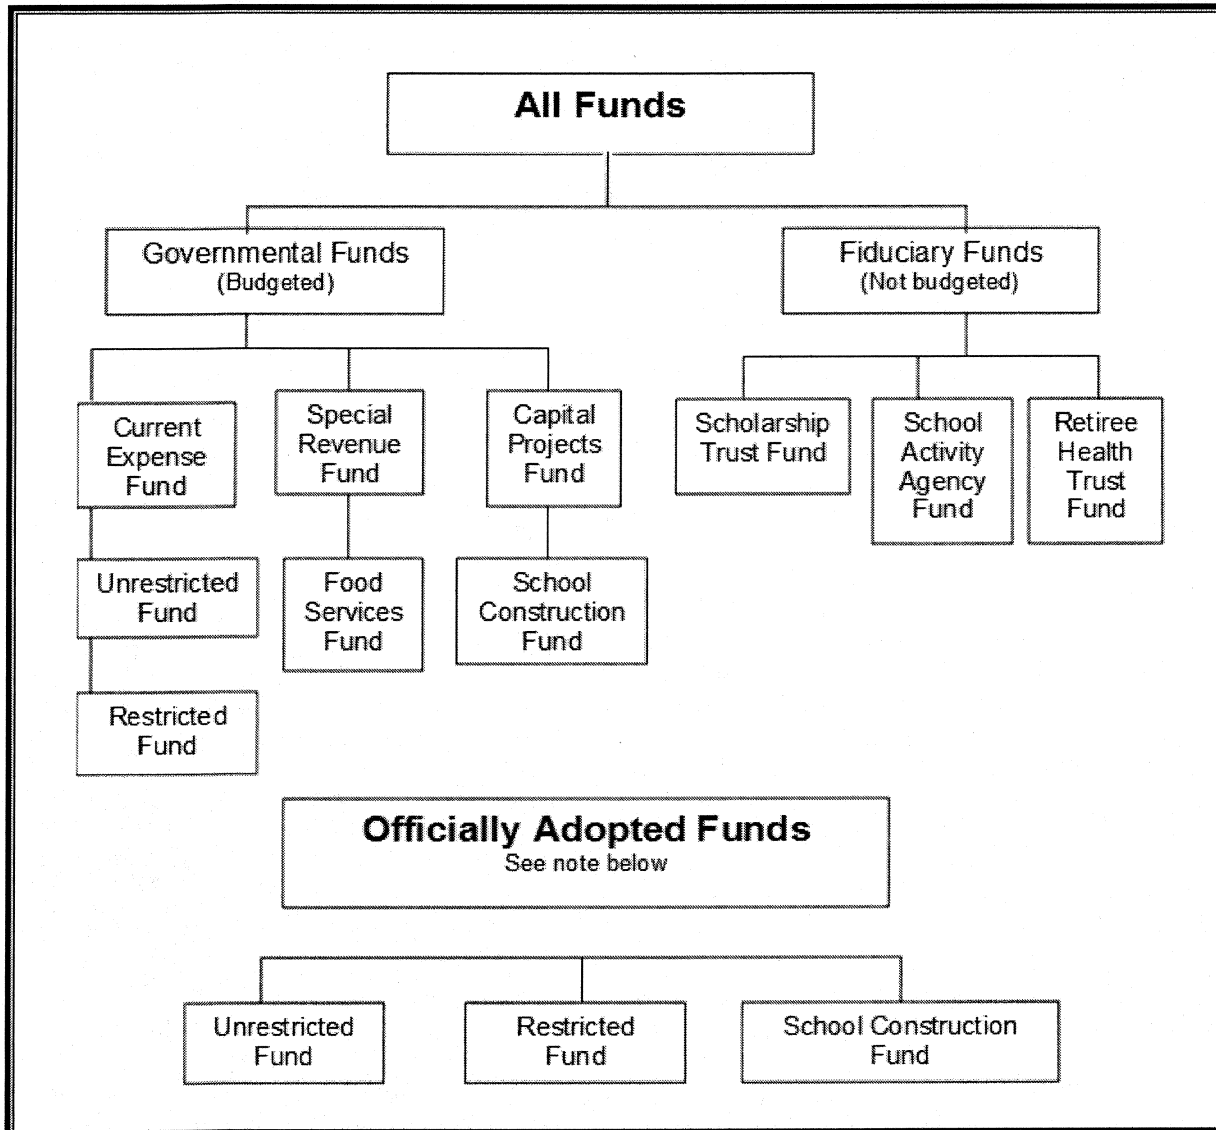 All Funds
Governmental Funds
(Budgeted)
Fiduciary Funds
(Not budgeted)
Current
Expense
Fund
Special
Revenue
Fund
Capital
Projects
Fund
Scholarship
Trust Fund
School
Activity
Agency
Fund
Retiree
Health
Trust
Fund
Unrestricted
Fund
Food
Services
Fund
School
Construction
Fund
Restricted
Fund
Officially Adopted Funds
See note below
Unrestricted
Fund
Restricted
Fund
School Construction
Fund